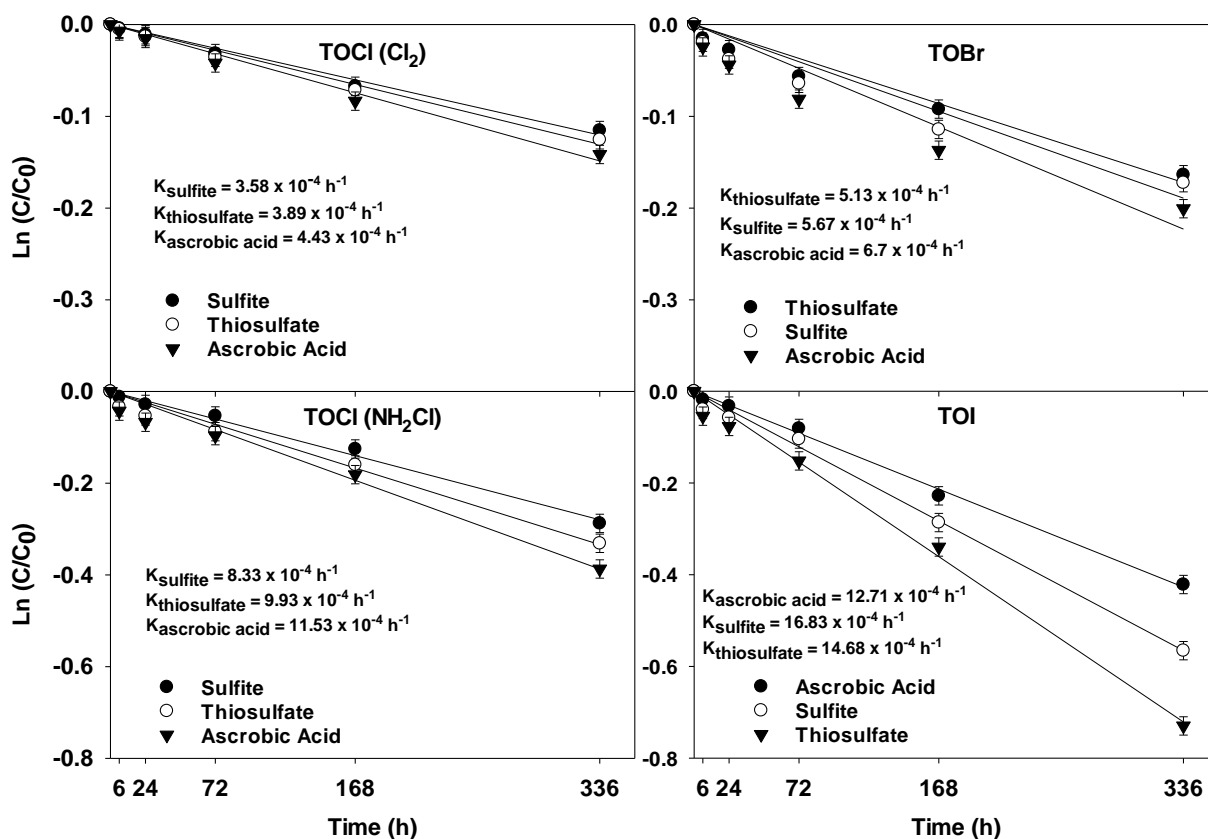 Ln (C/C0)
0.0
-0.1
-0.2
-0.3
TOCl (Cl2)
Ksulfite = 3.58 x 10-4 h-1
Kthiosulfate = 3.89 x 10-4 h-1
Kascrobic acid = 4.43 x 10-4 h-1
Sulfite
Thiosulfate
Ascrobic Acid
0.0
-0.1
-0.2
-0.3
TOBr
Kthiosulfate = 5.13 x 10-4 h-1
Ksulfite = 5.67 x 10-4 h-1
Kascrobic acid = 6.7 x 10-4 h-1
Thiosulfate
Sulfite
Ascrobic Acid
Ln (C/C0)
0.0
-0.2
-0.4
-0.6
-0.8
TOCl (NH2Cl)
Ksulfite = 8.33 x 10-4 h-1
Kthiosulfate = 9.93 x 10-4 h-1
Kascrobic acid = 11.53 x 10-4 h-1
Sulfite
Thiosulfate
Ascrobic Acid
6 24 72 168 336
Time (h)
0.0
-0.2
-0.4
-0.6
-0.8
TOI
Kascrobic acid = 12.71 x 10-4 h-1
Ksulfite = 16.83 x 10-4 h-1
Kthiosulfate = 14.68 x 10-4 h-1
Ascrobic Acid
Sulfite
Thiosulfate
6 24 72 168 336
Time (h)